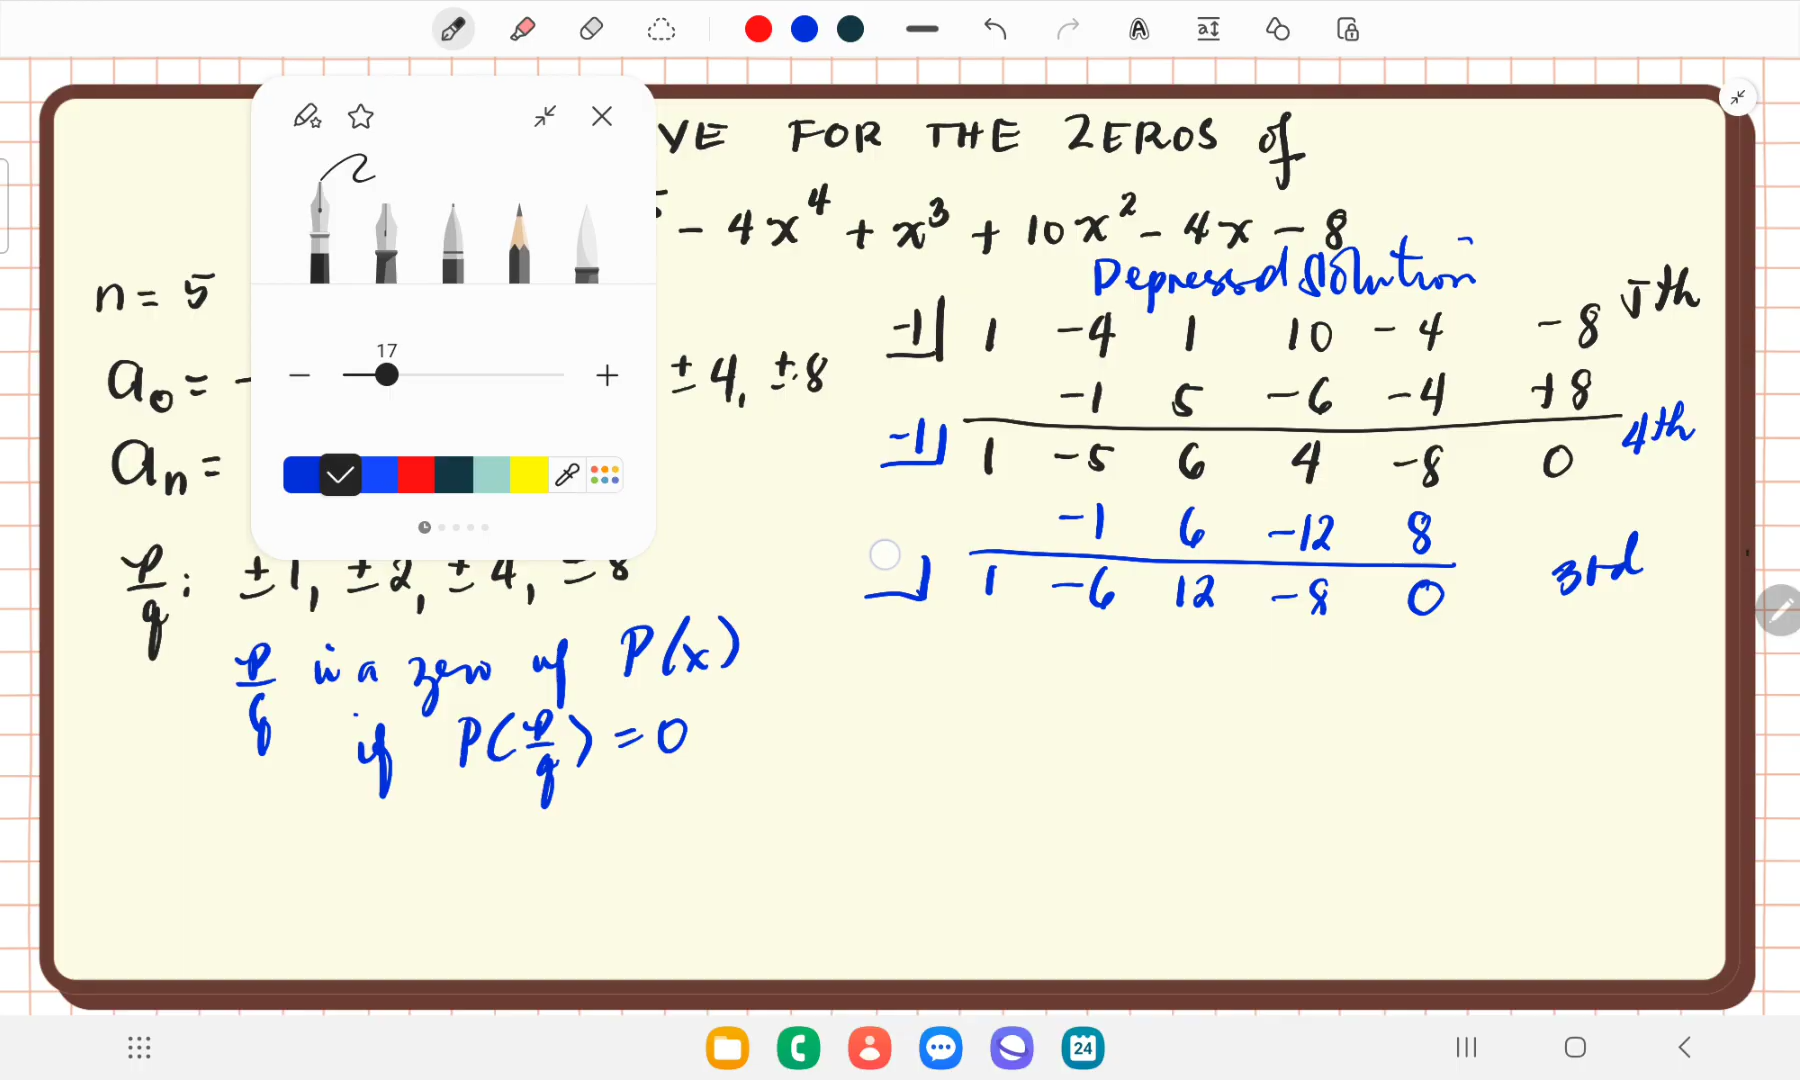 VE FOR THE ZEROS of
5 - 4x⁴ + x³ + 10x² - 4x - 8
n = 5
a₀ = -
± 4, ± 8
aₙ =
p/q : ± 1, ± 2, ± 4, ± 8
p/q is a zero of P(x)
if P(p/q) = 0
17
Depressed solution
-1| 1 -4 1 10 -4 -8 5th
-1 5 -6 -4 +8
-1| 1 -5 6 4 -8 0 4th
-1 6 -12 8
1 -6 12 -8 0 3rd
24